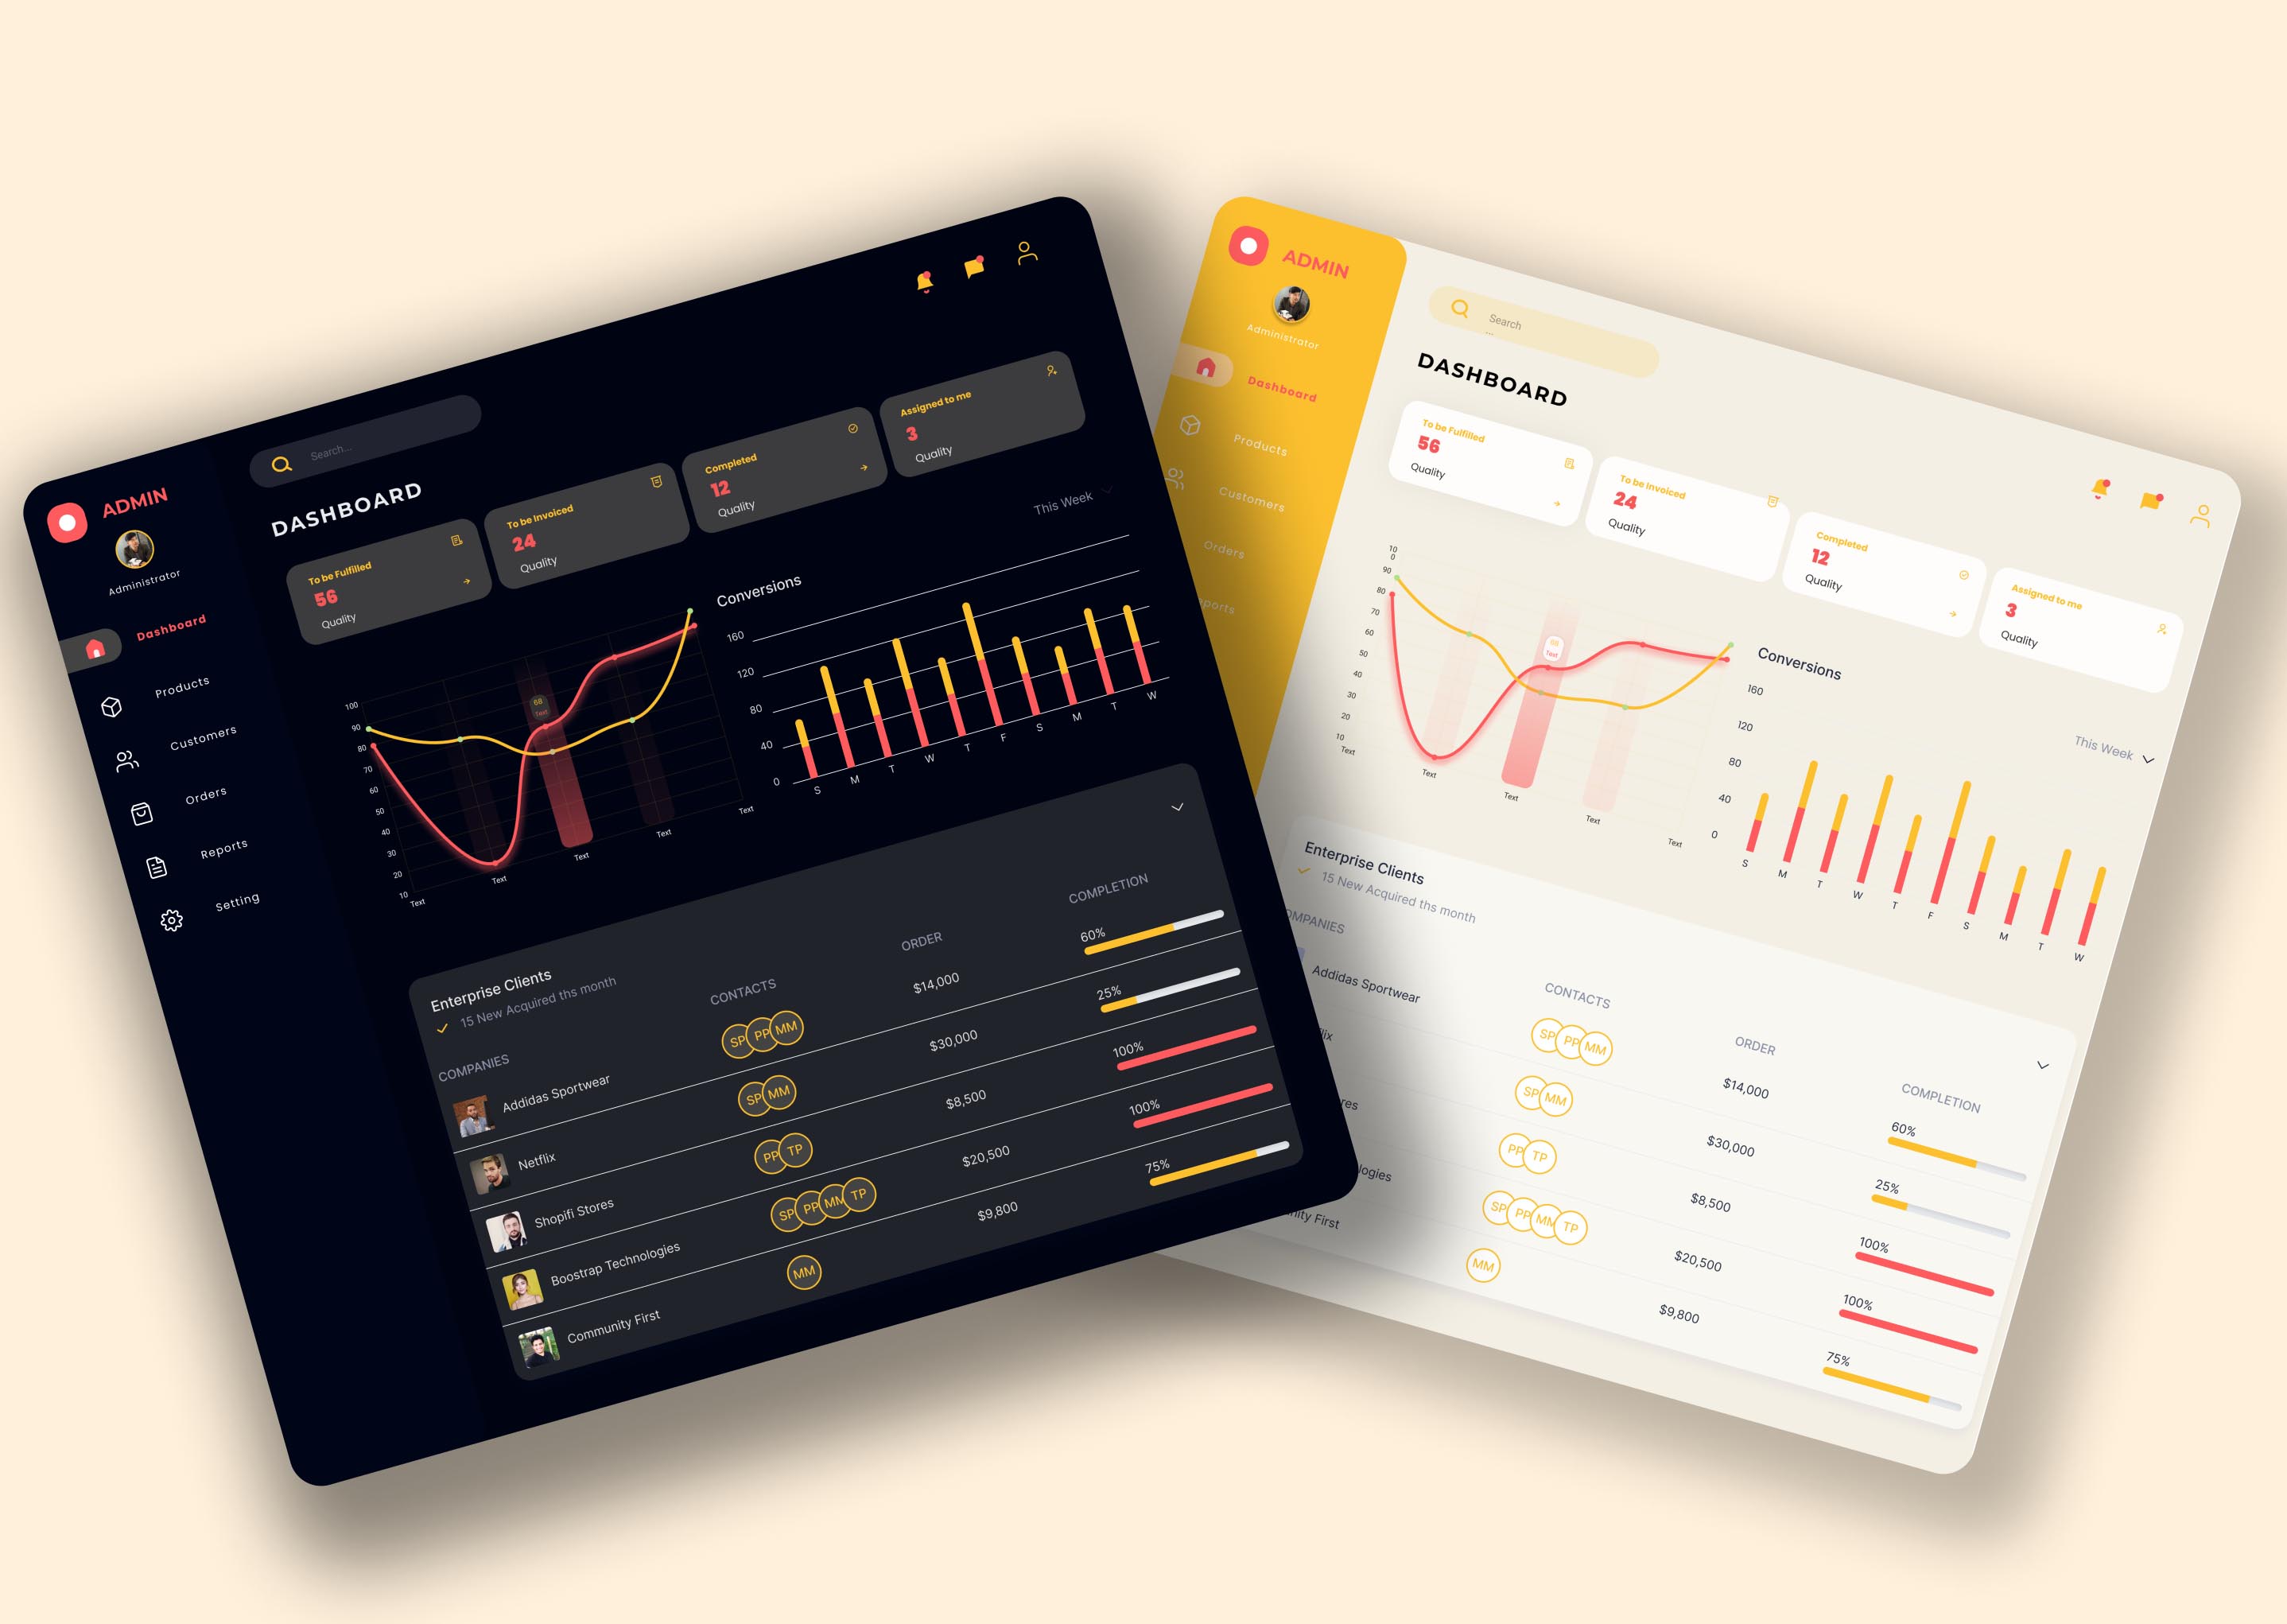 ADMIN
Administrator
Dashboard
Products
Customers
Orders
Reports
Setting
Search...
DASHBOARD
To be Fulfilled
56
Quality
To be Invoiced
24
Quality
Completed
12
Quality
Assigned to me
3
Quality
This Week
100
90
80
70
60
50
40
30
20
10
Text
Text
Text
Text
Text
68
Text
Conversions
160
120
80
40
0
S
M
T
W
T
F
S
M
T
W
Enterprise Clients
15 New Acquired ths month
COMPANIES
CONTACTS
ORDER
COMPLETION
Addidas Sportwear
SP PP MM
$14,000
60%
Netflix
SP MM
$30,000
25%
Shopifi Stores
PP TP
$8,500
100%
Boostrap Technologies
SP PP MM TP
$20,500
100%
Community First
MM
$9,800
75%
ADMIN
Administrator
Dashboard
Products
Customers
Orders
ports
Search
...
DASHBOARD
To be Fulfilled
56
Quality
To be Invoiced
24
Quality
Completed
12
Quality
Assigned to me
3
Quality
10
0
90
80
70
60
50
40
30
20
10
Text
Text
Text
Text
Text
Text
Conversions
This Week
160
120
80
40
0
S
M
T
W
T
F
S
M
T
W
Enterprise Clients
15 New Acquired ths month
OMPANIES
CONTACTS
ORDER
COMPLETION
Addidas Sportwear
SP PP MM
$14,000
60%
lix
SP MM
$30,000
25%
res
PP TP
$8,500
100%
logies
SP PP MM TP
$20,500
100%
nity First
MM
$9,800
75%